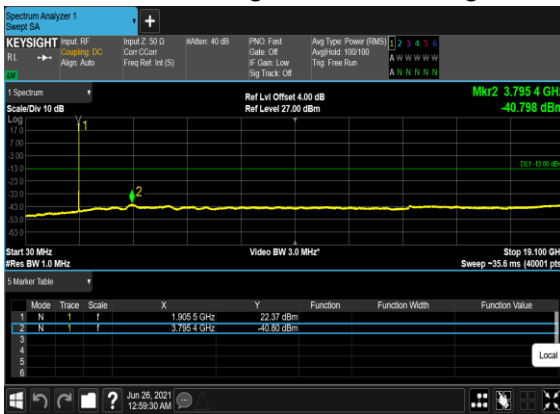 Spectrum Analyzer 1
Swept SA
KEYSIGHT Input: RF Input Z: 50 Ω #Atten: 40 dB PNO: Fast Avg Type: Power (RMS) 1 2 3 4 5 6
RL Coupling: DC Corr CCorr Gate: Off Avg|Hold: 100/100 A W W W W W
Align: Auto Freq Ref: Int (S) IF Gain: Low Trig: Free Run
LV Sig Track: Off A N N N N N
1 Spectrum Ref Lvl Offset 4.00 dB Mkr2 3.795 4 GHz
Scale/Div 10 dB Ref Level 27.00 dBm -40.798 dBm
Log
17.0
1
7.00
-3.00
-13.0 DL1 -13.00 dBm
-23.0
-33.0 2
-43.0
-53.0
-63.0
Start 30 MHz Video BW 3.0 MHz* Stop 19.100 GHz
#Res BW 1.0 MHz Sweep ~35.6 ms (40001 pts)
5 Marker Table
Mode Trace Scale X Y Function Function Width Function Value
1 N 1 f 1.905 5 GHz 22.37 dBm
2 N 1 f 3.795 4 GHz -40.80 dBm
3
4
5
6
Local
? Jun 26, 2021
12:59:30 AM